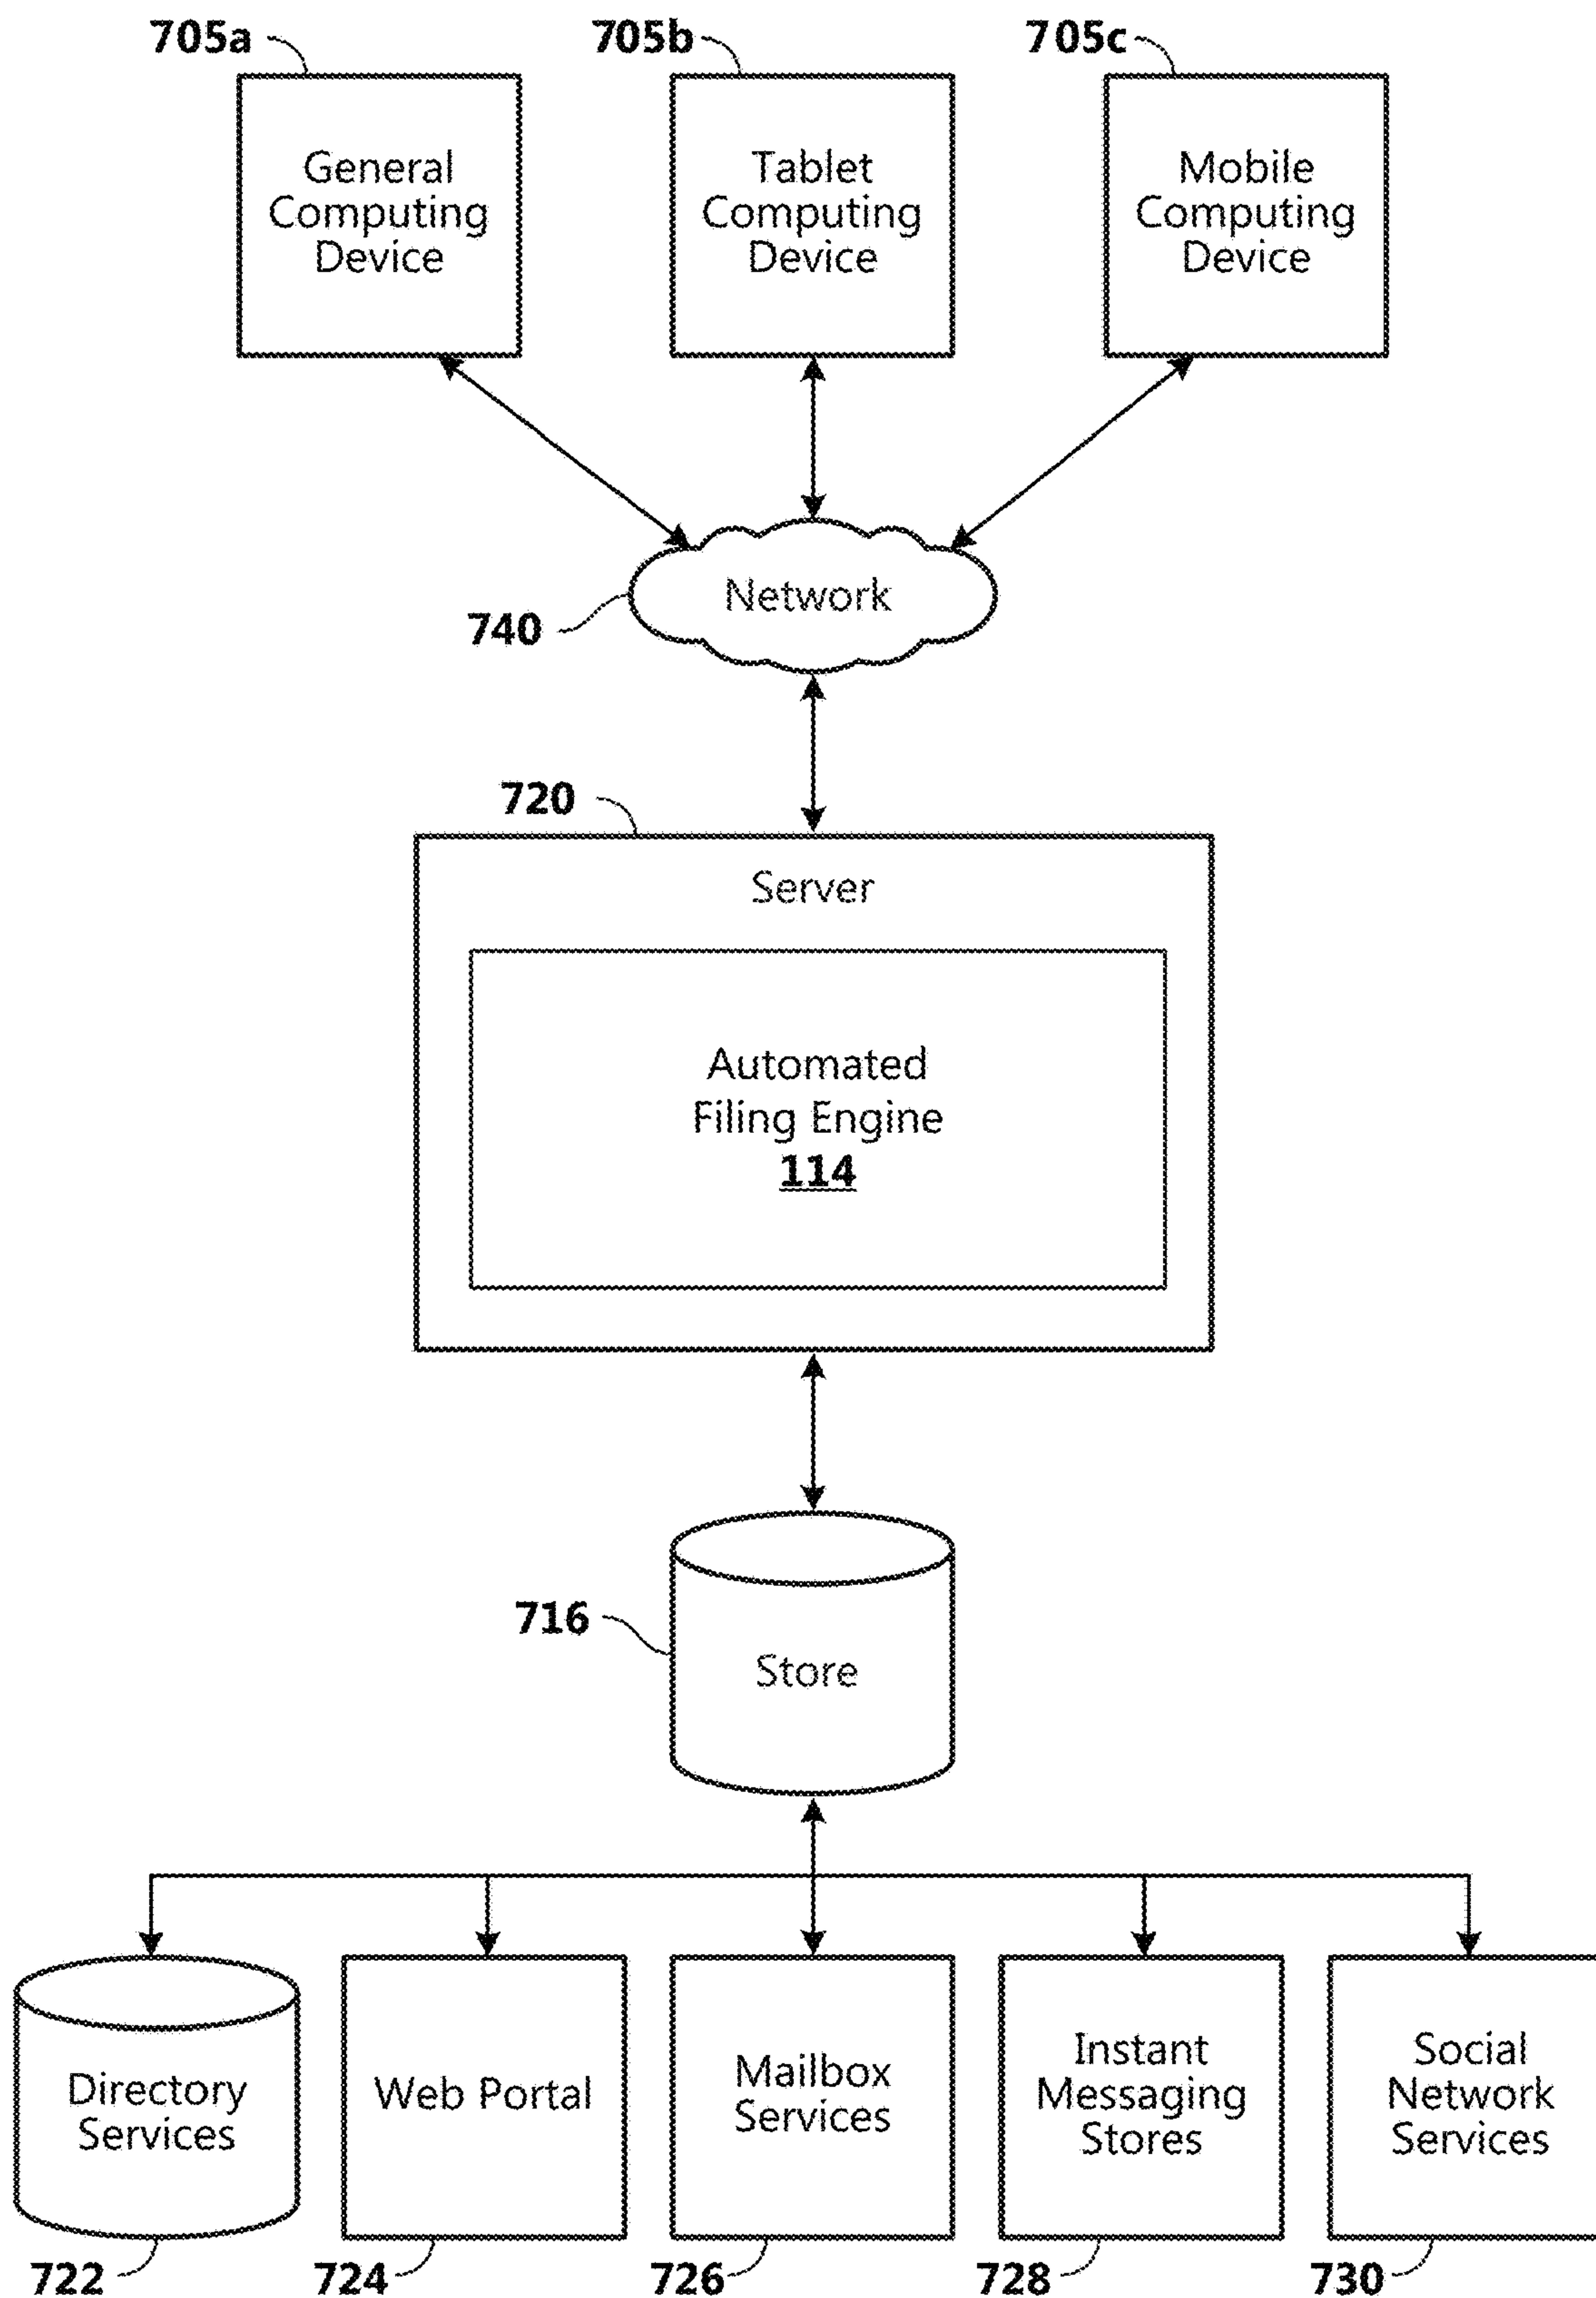 705a
705b
705c
General
Computing
Device
Tablet
Computing
Device
Mobile
Computing
Device
Network
740
720
Server
Automated
Filing Engine
114
716
Store
Directory
Services
Web Portal
Mailbox
Services
Instant
Messaging
Stores
Social
Network
Services
722
724
726
728
730